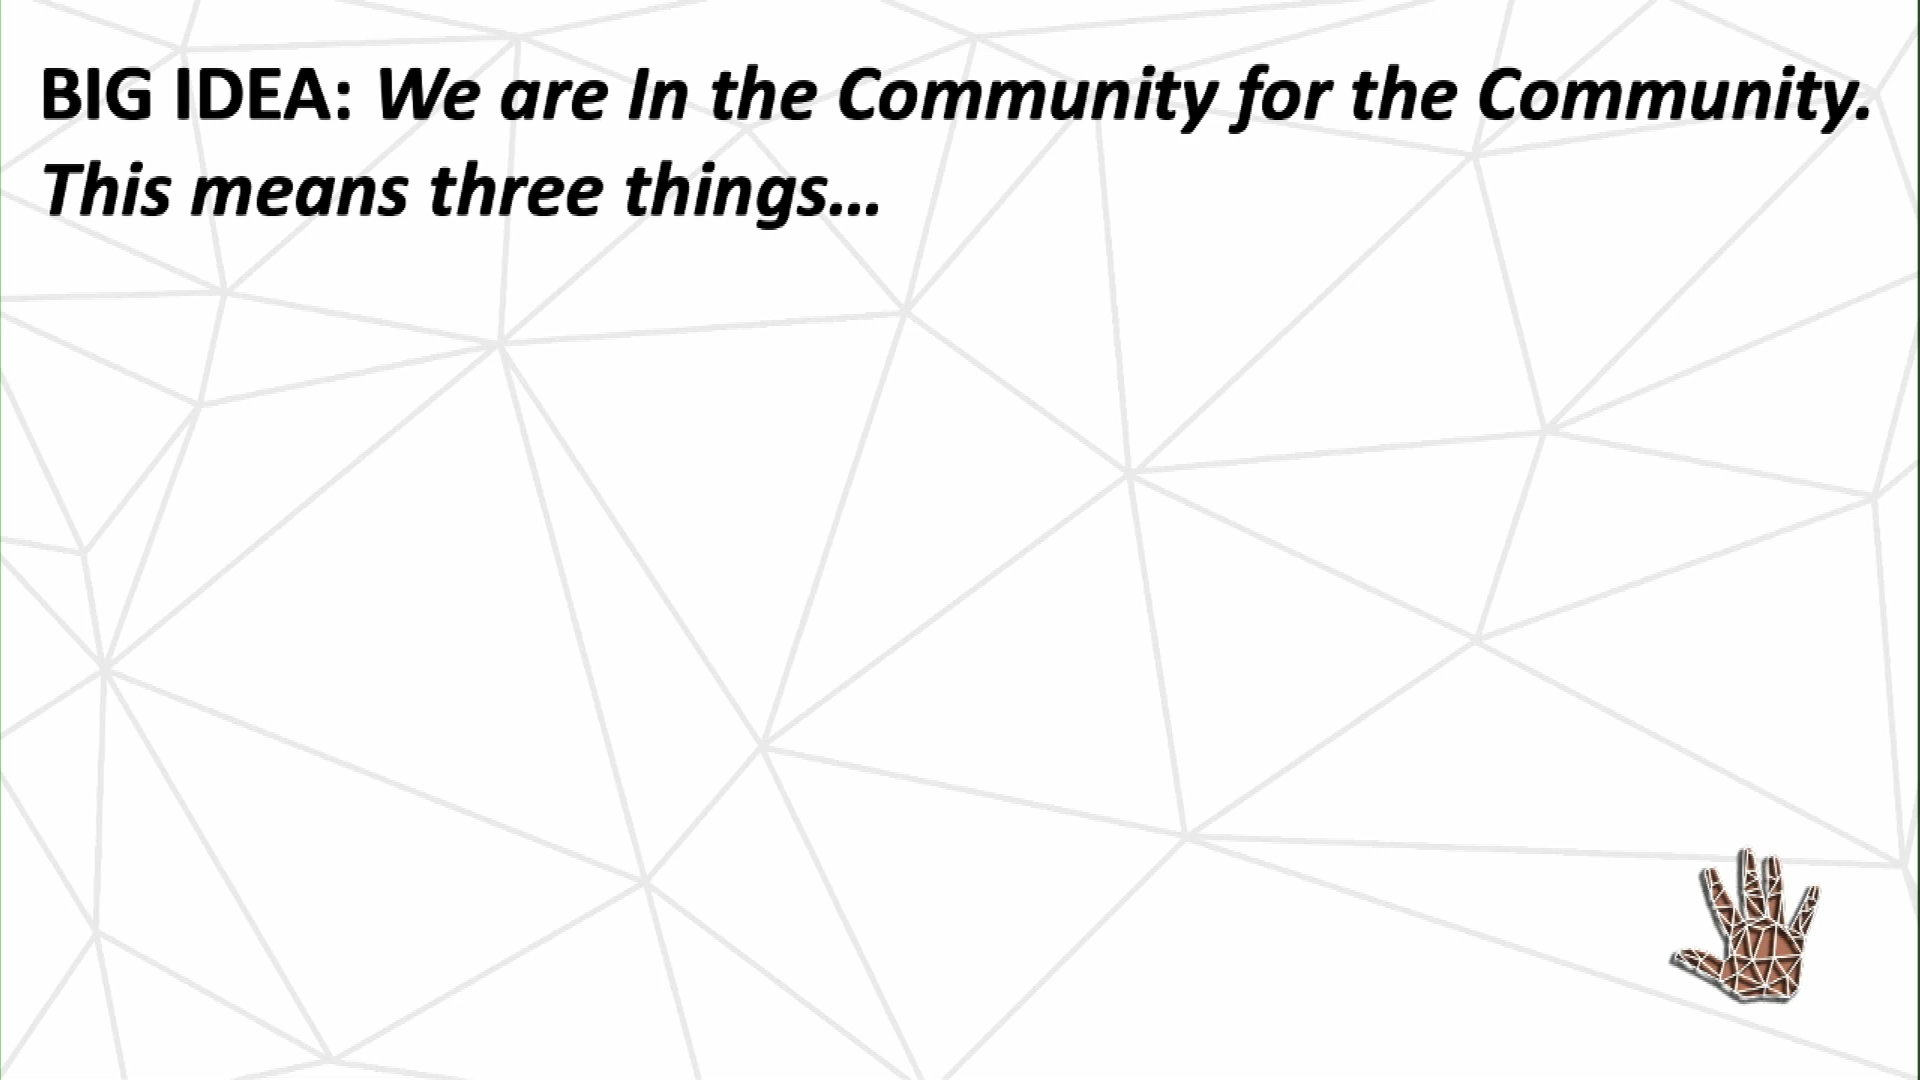 BIG IDEA: We are In the Community for the Community.
This means three things...